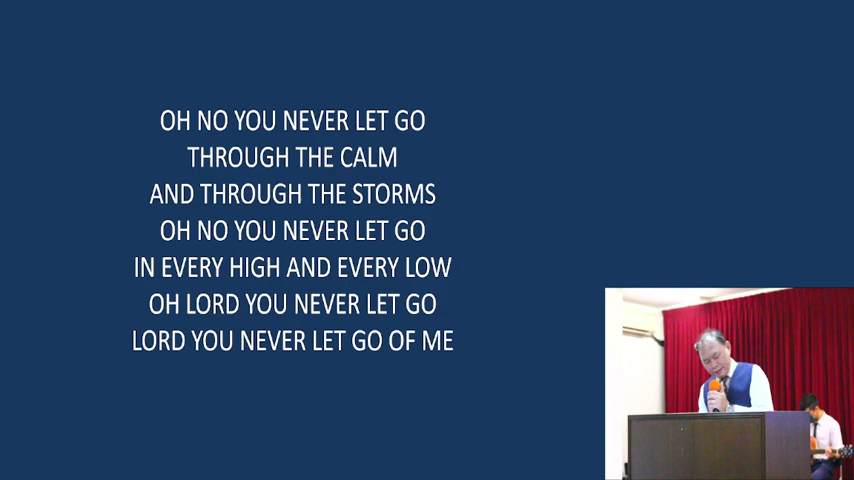 OH NO YOU NEVER LET GO
THROUGH THE CALM
AND THROUGH THE STORMS
OH NO YOU NEVER LET GO
IN EVERY HIGH AND EVERY LOW
OH LORD YOU NEVER LET GO
LORD YOU NEVER LET GO OF ME